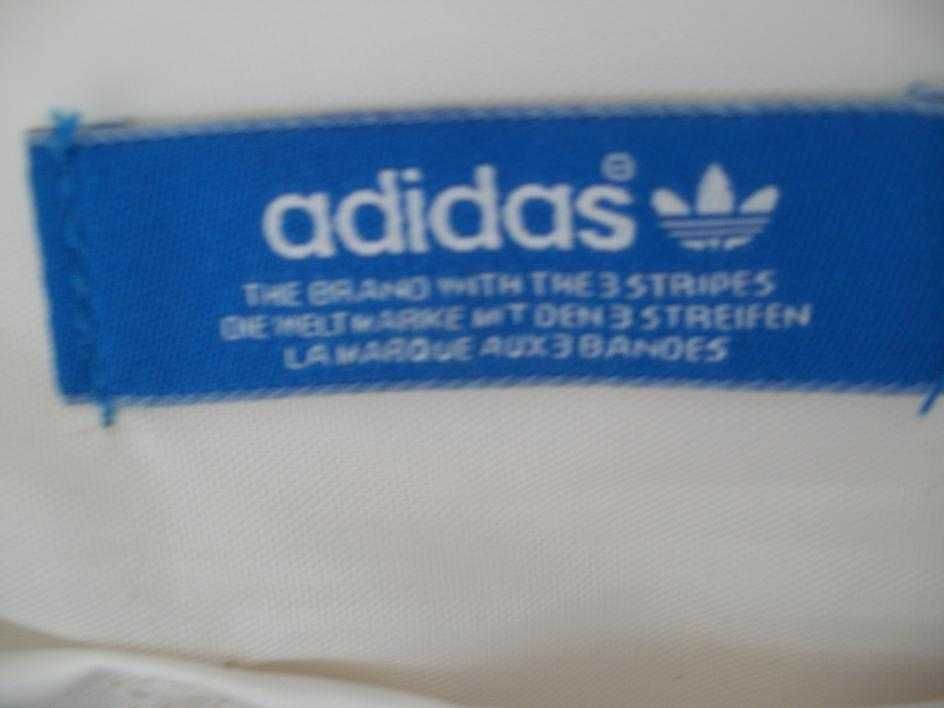 adidas®
THE BRAND WITH THE 3 STRIPES
DIE WELTMARKE MIT DEN 3 STREIFEN
LA MARQUE AUX 3 BANDES